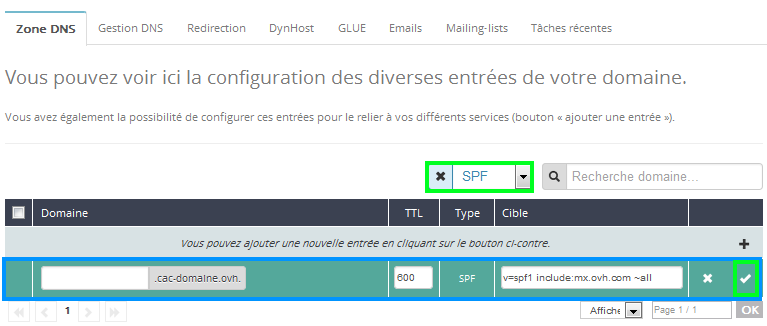 Zone DNS Gestion DNS Redirection DynHost GLUE Emails Mailing-lists Tâches récentes
Vous pouvez voir ici la configuration des diverses entrées de votre domaine.
Vous avez également la possibilité de configurer ces entrées pour le relier à vos différents services (bouton « ajouter une entrée »).
SPF Recherche domaine...
Domaine TTL Type Cible
Vous pouvez ajouter une nouvelle entrée en cliquant sur le bouton ci-contre.
.cac-domaine.ovh. 600 SPF v=spf1 include:mx.ovh.com ~all
1 Affiche Page 1 / 1 OK